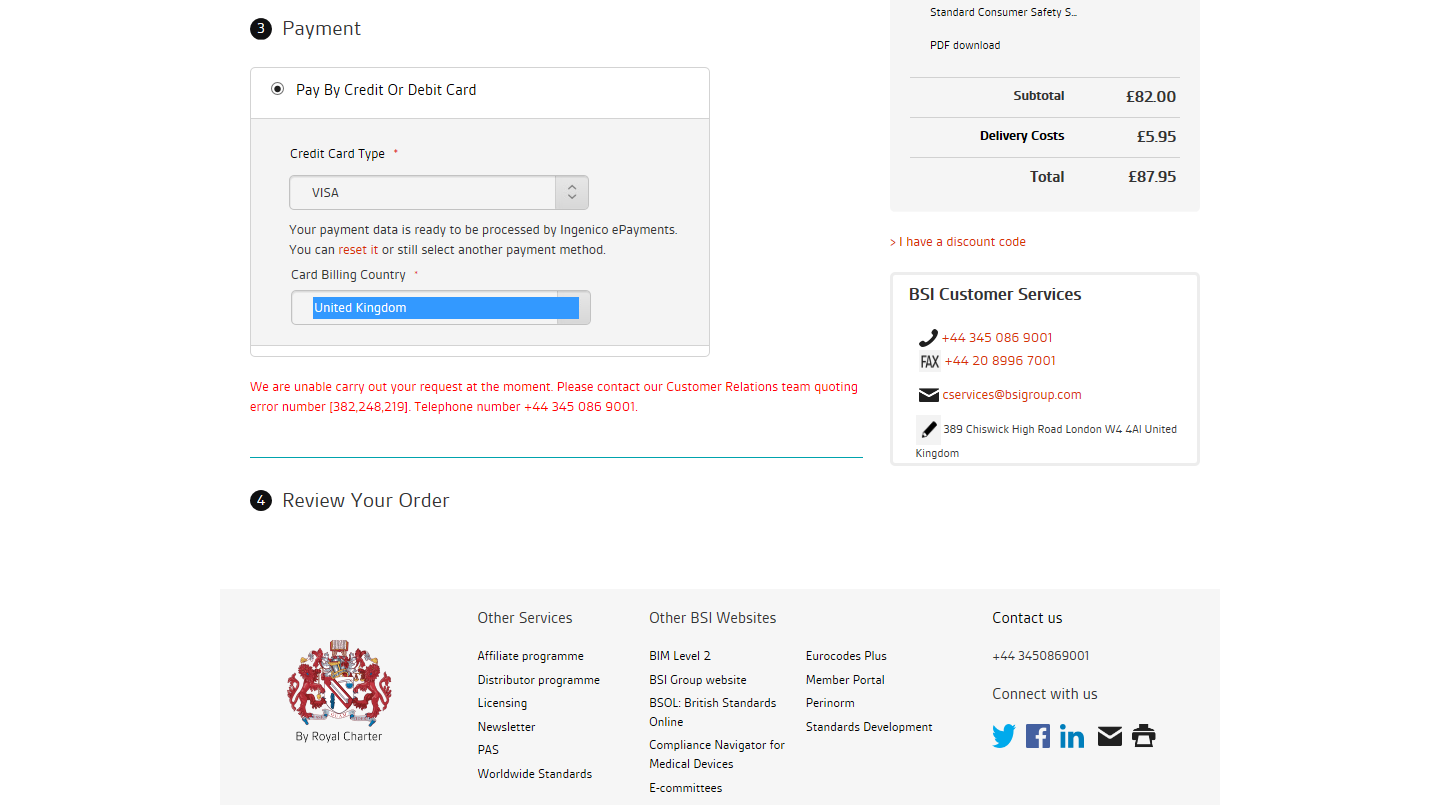 3 Payment
Pay By Credit Or Debit Card
Credit Card Type *
VISA
Your payment data is ready to be processed by Ingenico ePayments.
You can reset it or still select another payment method.
Card Billing Country *
United Kingdom
We are unable carry out your request at the moment. Please contact our Customer Relations team quoting
error number [382,248,219]. Telephone number +44 345 086 9001.
4 Review Your Order
Standard Consumer Safety S...
PDF download
Subtotal £82.00
Delivery Costs £5.95
Total £87.95
> I have a discount code
BSI Customer Services
+44 345 086 9001
FAX +44 20 8996 7001
cservices@bsigroup.com
389 Chiswick High Road London W4 4Al United
Kingdom
By Royal Charter
Other Services
Affiliate programme
Distributor programme
Licensing
Newsletter
PAS
Worldwide Standards
Other BSI Websites
BIM Level 2
BSI Group website
BSOL: British Standards
Online
Compliance Navigator for
Medical Devices
E-committees
Eurocodes Plus
Member Portal
Perinorm
Standards Development
Contact us
+44 3450869001
Connect with us